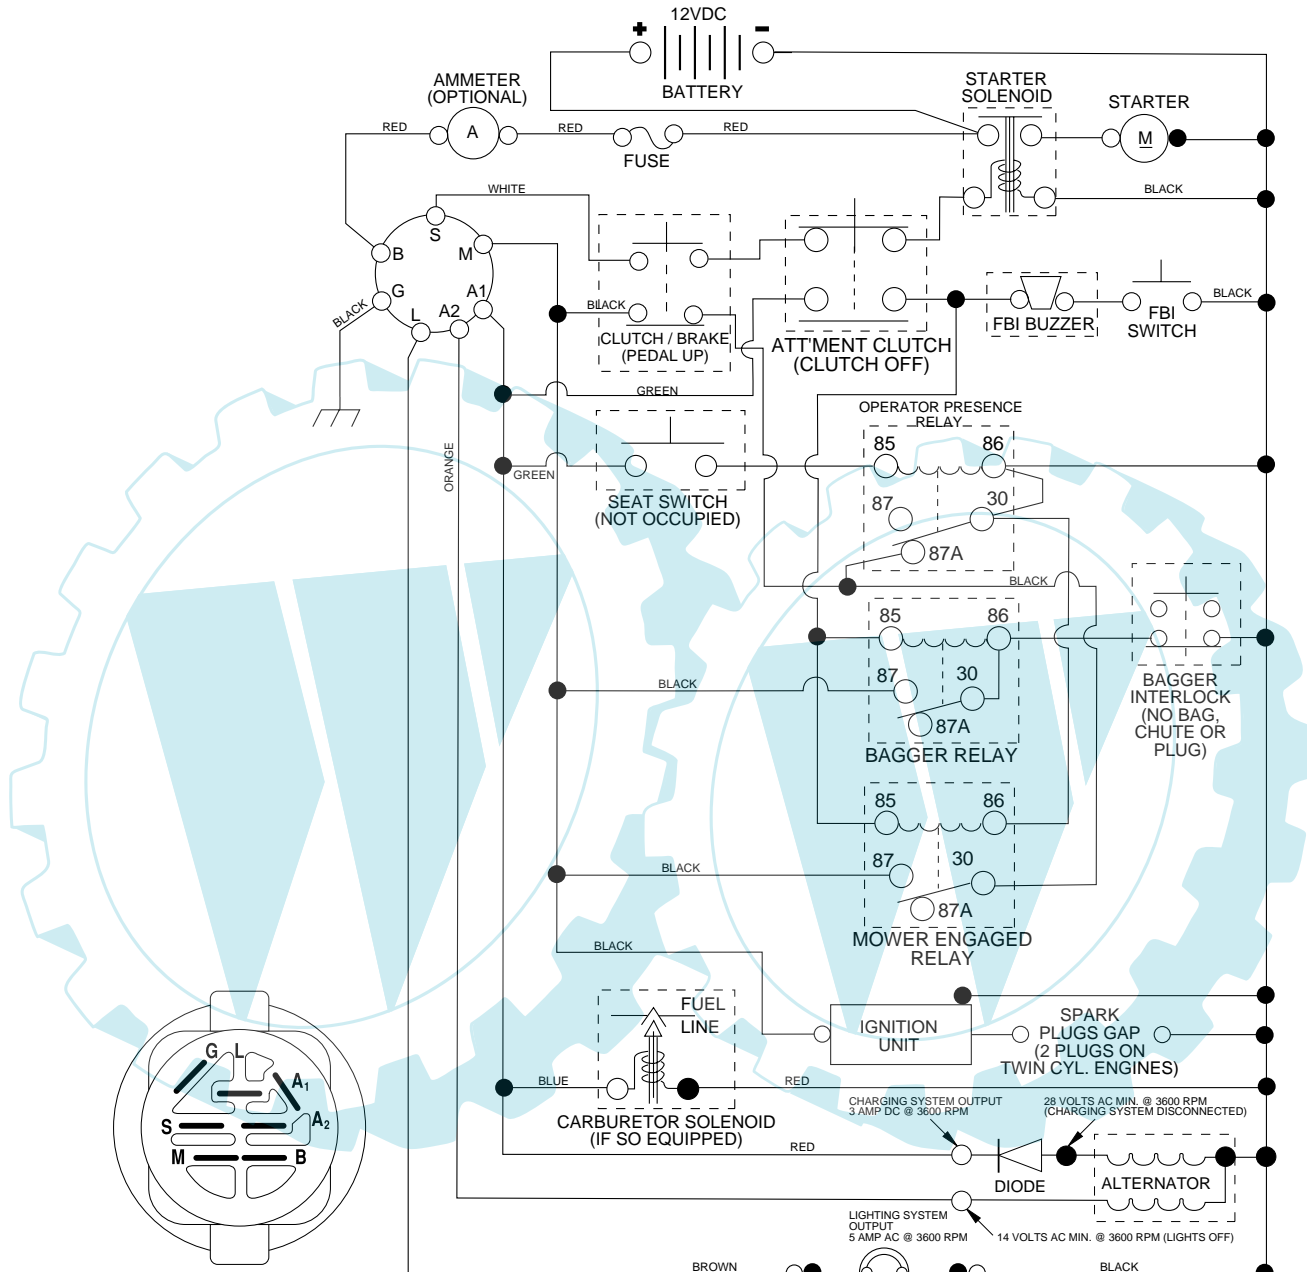 12VDC
+
-
BATTERY
AMMETER
(OPTIONAL)
STARTER
SOLENOID
STARTER
RED
A
RED
FUSE
RED
M
WHITE
BLACK
S
M
B
G
A1
A2
L
BLACK
BLACK
CLUTCH / BRAKE
(PEDAL UP)
ATT'MENT CLUTCH
(CLUTCH OFF)
FBI BUZZER
FBI
SWITCH
BLACK
GREEN
OPERATOR PRESENCE
RELAY
85
86
ORANGE
GREEN
SEAT SWITCH
(NOT OCCUPIED)
87
30
87A
BLACK
85
86
87
30
87A
BLACK
BAGGER RELAY
BAGGER
INTERLOCK
(NO BAG,
CHUTE OR
PLUG)
85
86
87
30
87A
BLACK
MOWER ENGAGED
RELAY
BLACK
FUEL
LINE
IGNITION
UNIT
SPARK
PLUGS GAP
(2 PLUGS ON
TWIN CYL. ENGINES)
BLUE
RED
CARBURETOR SOLENOID
(IF SO EQUIPPED)
CHARGING SYSTEM OUTPUT
3 AMP DC @ 3600 RPM
28 VOLTS AC MIN. @ 3600 RPM
(CHARGING SYSTEM DISCONNECTED)
RED
DIODE
ALTERNATOR
LIGHTING SYSTEM
OUTPUT
5 AMP AC @ 3600 RPM
14 VOLTS AC MIN. @ 3600 RPM (LIGHTS OFF)
G
L
A1
A2
S
M
B
BROWN
BLACK